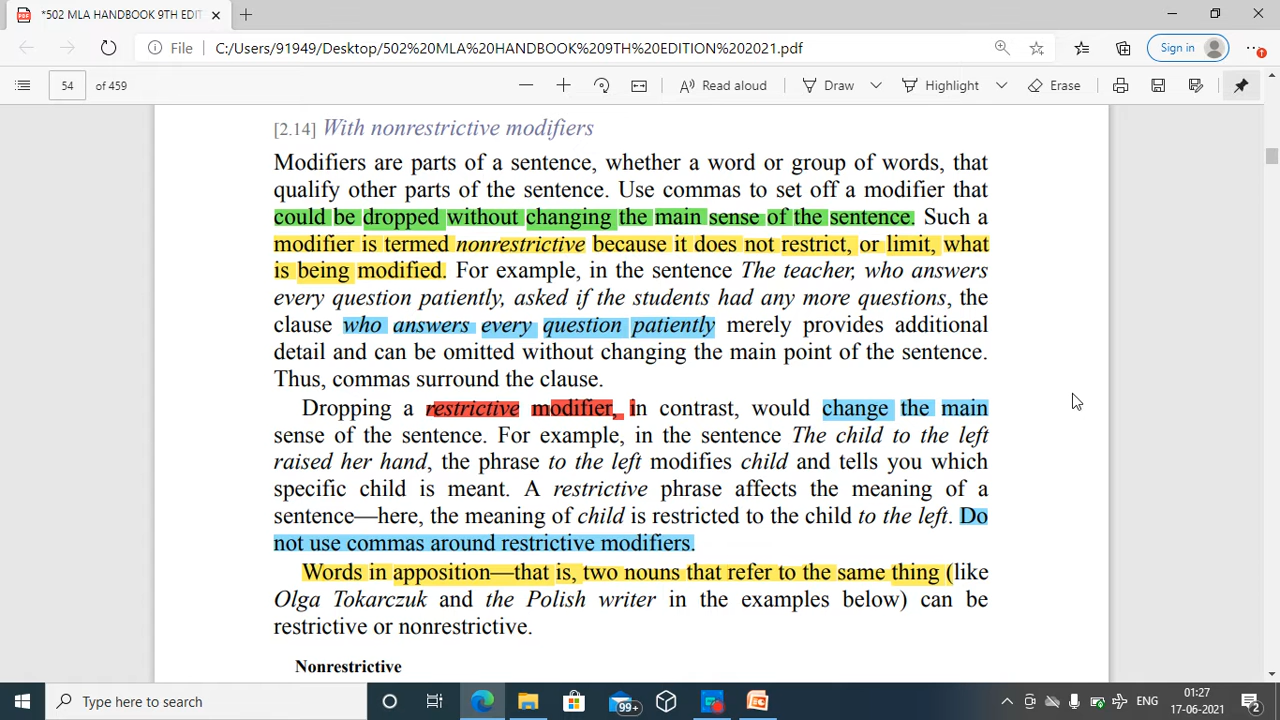 *502 MLA HANDBOOK 9TH EDIT
File C:/Users/91949/Desktop/502%20MLA%20HANDBOOK%209TH%20EDITION%202021.pdf
Sign in
54 of 459
Read aloud Draw Highlight Erase
[2.14] With nonrestrictive modifiers
Modifiers are parts of a sentence, whether a word or group of words, that
qualify other parts of the sentence. Use commas to set off a modifier that
could be dropped without changing the main sense of the sentence. Such a
modifier is termed nonrestrictive because it does not restrict, or limit, what
is being modified. For example, in the sentence The teacher, who answers
every question patiently, asked if the students had any more questions, the
clause who answers every question patiently merely provides additional
detail and can be omitted without changing the main point of the sentence.
Thus, commas surround the clause.
Dropping a restrictive modifier, in contrast, would change the main
sense of the sentence. For example, in the sentence The child to the left
raised her hand, the phrase to the left modifies child and tells you which
specific child is meant. A restrictive phrase affects the meaning of a
sentence—here, the meaning of child is restricted to the child to the left. Do
not use commas around restrictive modifiers.
Words in apposition—that is, two nouns that refer to the same thing (like
Olga Tokarczuk and the Polish writer in the examples below) can be
restrictive or nonrestrictive.
Nonrestrictive
Type here to search
99+
ENG
01:27
17-06-2021
2